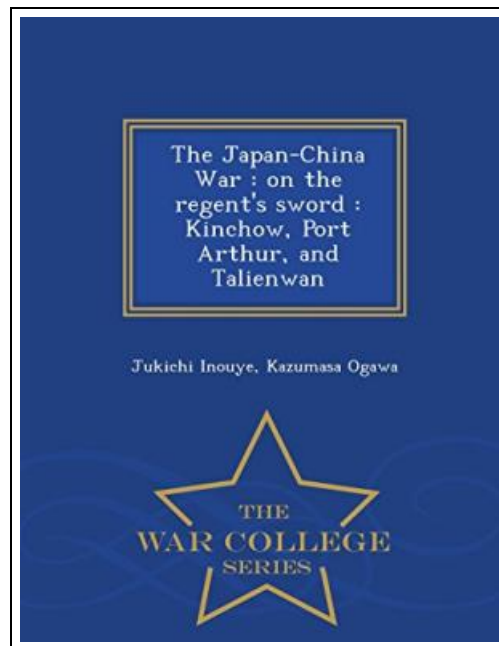 The Japan-China
War : on the
regent's sword :
Kinchow, Port
Arthur, and
Talienwan
Jukichi Inouye, Kazumasa Ogawa
THE
WAR COLLEGE
SERIES